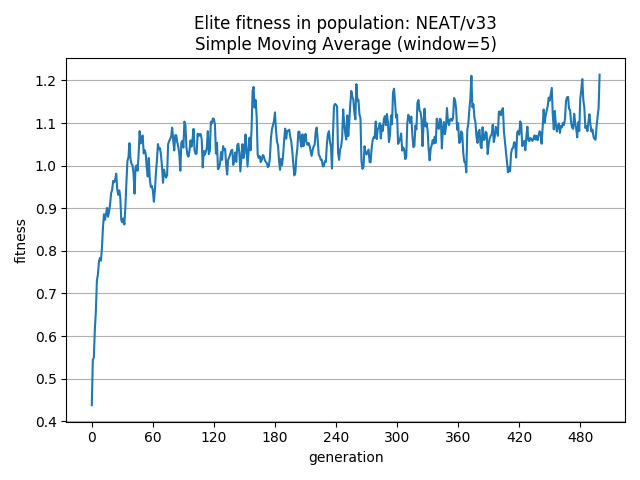 Elite fitness in population: NEAT/v33
Simple Moving Average (window=5)
1.2
1.1
1.0
0.9
0.8
0.7
0.6
0.5
0.4
fitness
0 60 120 180 240 300 360 420 480
generation